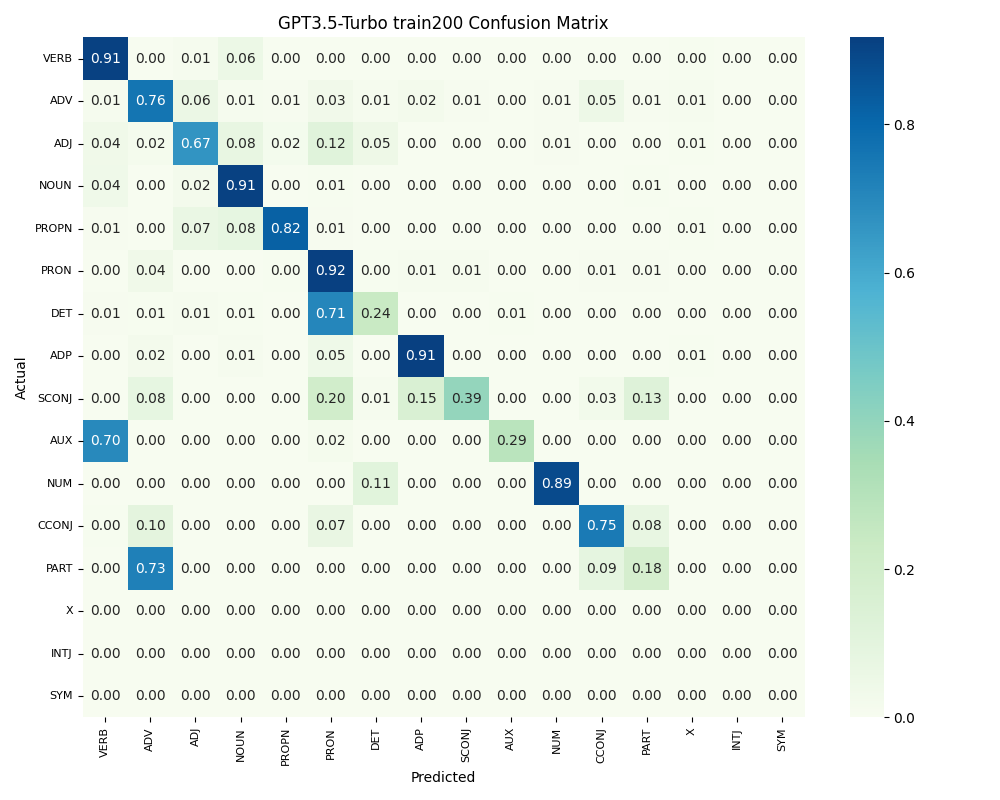 GPT3.5-Turbo train200 Confusion Matrix
VERB 0.91 0.00 0.01 0.06 0.00 0.00 0.00 0.00 0.00 0.00 0.00 0.00 0.00 0.00 0.00 0.00
ADV 0.01 0.76 0.06 0.01 0.01 0.03 0.01 0.02 0.01 0.00 0.01 0.05 0.01 0.01 0.00 0.00
0.8
ADJ 0.04 0.02 0.67 0.08 0.02 0.12 0.05 0.00 0.00 0.00 0.01 0.00 0.00 0.01 0.00 0.00
NOUN 0.04 0.00 0.02 0.91 0.00 0.01 0.00 0.00 0.00 0.00 0.00 0.00 0.01 0.00 0.00 0.00
PROPN 0.01 0.00 0.07 0.08 0.82 0.01 0.00 0.00 0.00 0.00 0.00 0.00 0.00 0.01 0.00 0.00
PRON 0.00 0.04 0.00 0.00 0.00 0.92 0.00 0.01 0.01 0.00 0.00 0.01 0.01 0.00 0.00 0.00
0.6
DET 0.01 0.01 0.01 0.01 0.00 0.71 0.24 0.00 0.00 0.01 0.00 0.00 0.00 0.00 0.00 0.00
ADP 0.00 0.02 0.00 0.01 0.00 0.05 0.00 0.91 0.00 0.00 0.00 0.00 0.00 0.01 0.00 0.00
Actual
SCONJ 0.00 0.08 0.00 0.00 0.00 0.20 0.01 0.15 0.39 0.00 0.00 0.03 0.13 0.00 0.00 0.00
0.4
AUX 0.70 0.00 0.00 0.00 0.00 0.02 0.00 0.00 0.00 0.29 0.00 0.00 0.00 0.00 0.00 0.00
NUM 0.00 0.00 0.00 0.00 0.00 0.00 0.11 0.00 0.00 0.00 0.89 0.00 0.00 0.00 0.00 0.00
CCONJ 0.00 0.10 0.00 0.00 0.00 0.07 0.00 0.00 0.00 0.00 0.00 0.75 0.08 0.00 0.00 0.00
PART 0.00 0.73 0.00 0.00 0.00 0.00 0.00 0.00 0.00 0.00 0.00 0.09 0.18 0.00 0.00 0.00
0.2
X 0.00 0.00 0.00 0.00 0.00 0.00 0.00 0.00 0.00 0.00 0.00 0.00 0.00 0.00 0.00 0.00
INTJ 0.00 0.00 0.00 0.00 0.00 0.00 0.00 0.00 0.00 0.00 0.00 0.00 0.00 0.00 0.00 0.00
SYM 0.00 0.00 0.00 0.00 0.00 0.00 0.00 0.00 0.00 0.00 0.00 0.00 0.00 0.00 0.00 0.00
0.0
VERB ADV ADJ NOUN PROPN PRON DET ADP SCONJ AUX NUM CCONJ PART X INTJ SYM
Predicted